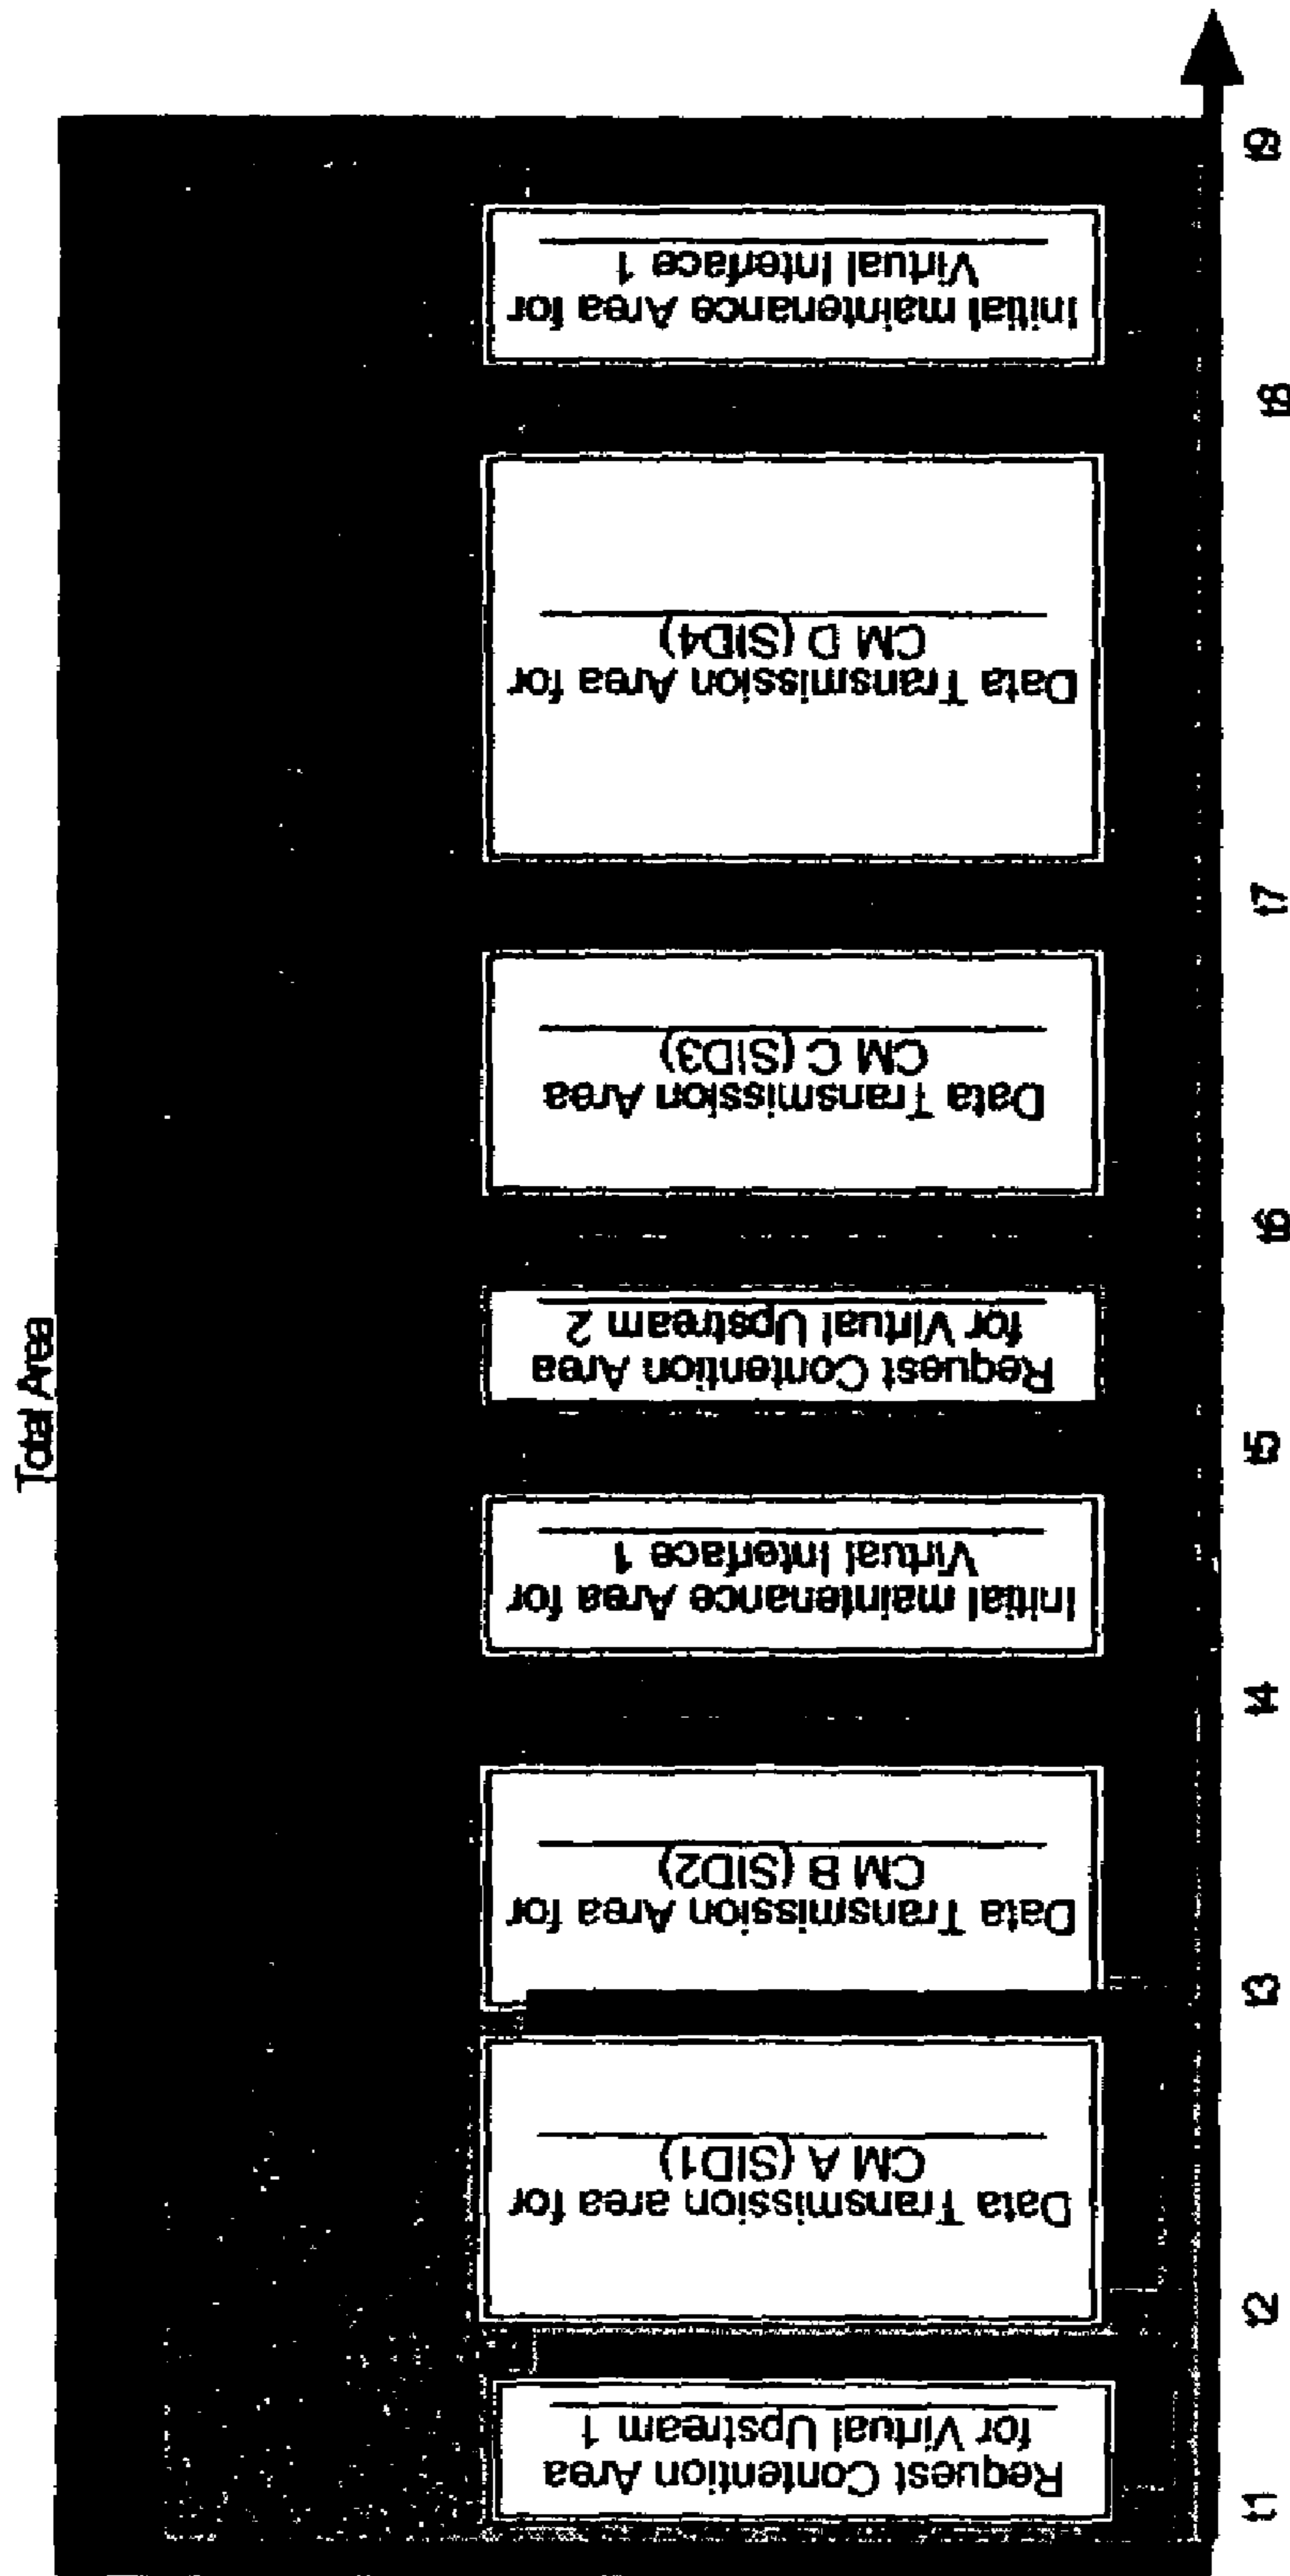 Total Area
Request Contention Area
for Virtual Upstream 1
Data Transmission area for
CM A (SID1)
Data Transmission Area for
CM B (SID2)
Initial maintenance Area for
Virtual Interface 1
Request Contention Area
for Virtual Upstream 2
Data Transmission Area
CM C (SID3)
Data Transmission Area for
CM D (SID4)
Initial maintenance Area for
Virtual Interface 1
t1
t2
t3
t4
t5
t6
t7
t8
t9